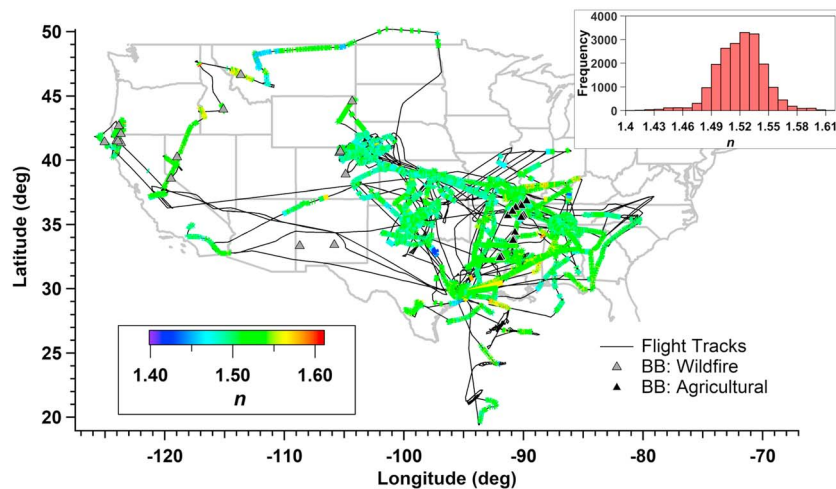 50
45
40
35
30
25
20
Latitude (deg)
-120
-110
-100
-90
-80
-70
Longitude (deg)
4000
3000
2000
1000
0
Frequency
1.4 1.43 1.46 1.49 1.52 1.55 1.58 1.61
n
1.40 1.50 1.60
n
Flight Tracks
BB: Wildfire
BB: Agricultural